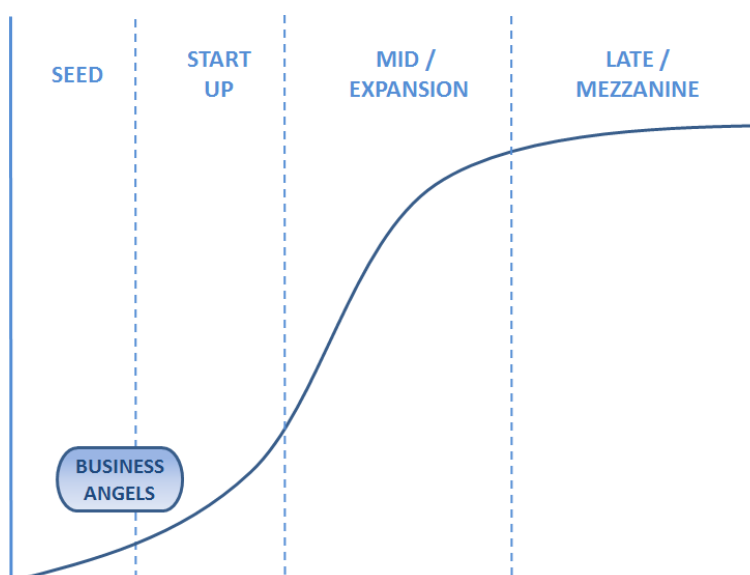 SEED
START
UP
MID /
EXPANSION
LATE /
MEZZANINE
BUSINESS
ANGELS